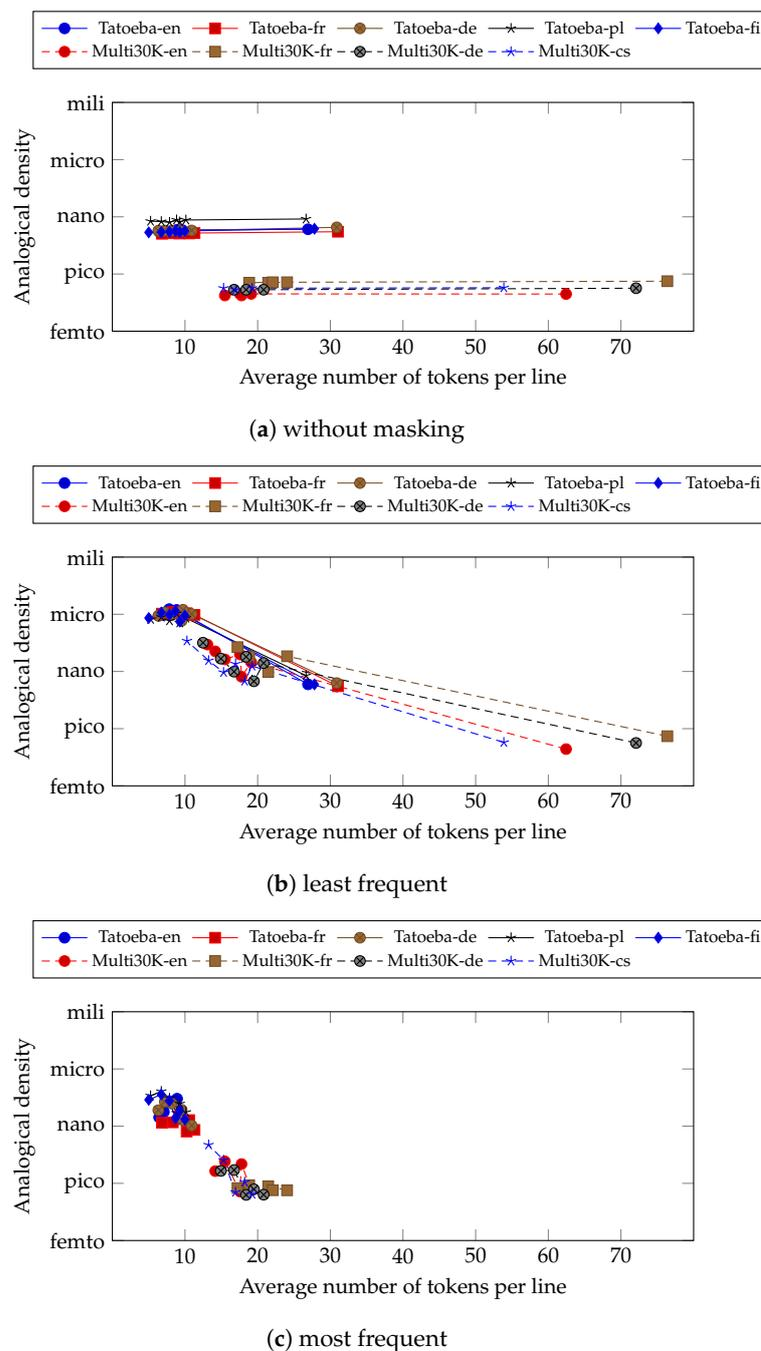 Tatoeba-en Tatoeba-fr Tatoeba-de Tatoeba-pl Tatoeba-fi
Multi30K-en Multi30K-fr Multi30K-de Multi30K-cs
mili
micro
nano
pico
femto
Analogical density
10 20 30 40 50 60 70
Average number of tokens per line
(a) without masking
Tatoeba-en Tatoeba-fr Tatoeba-de Tatoeba-pl Tatoeba-fi
Multi30K-en Multi30K-fr Multi30K-de Multi30K-cs
mili
micro
nano
pico
femto
Analogical density
10 20 30 40 50 60 70
Average number of tokens per line
(b) least frequent
Tatoeba-en Tatoeba-fr Tatoeba-de Tatoeba-pl Tatoeba-fi
Multi30K-en Multi30K-fr Multi30K-de Multi30K-cs
mili
micro
nano
pico
femto
Analogical density
10 20 30 40 50 60 70
Average number of tokens per line
(c) most frequent